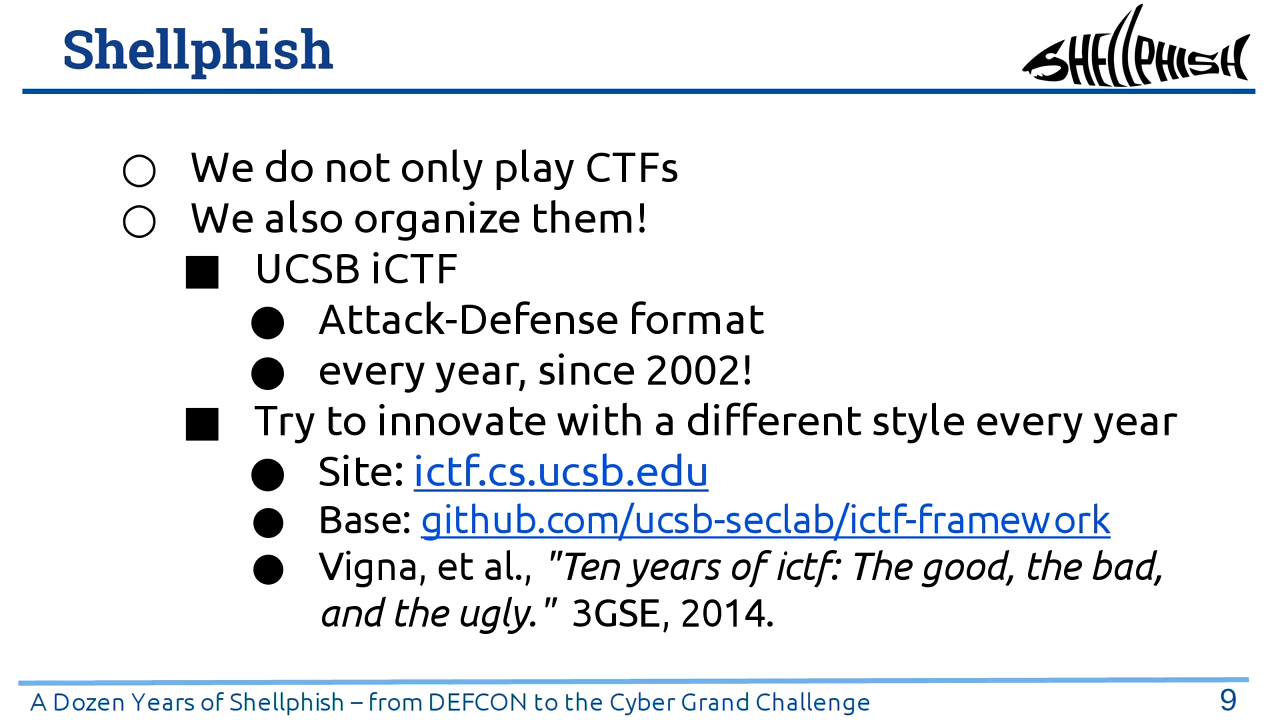 Shellphish
SHELLPHISH
○ We do not only play CTFs
○ We also organize them!
■ UCSB iCTF
● Attack-Defense format
● every year, since 2002!
■ Try to innovate with a different style every year
● Site: ictf.cs.ucsb.edu
● Base: github.com/ucsb-seclab/ictf-framework
● Vigna, et al., "Ten years of ictf: The good, the bad,
and the ugly." 3GSE, 2014.
A Dozen Years of Shellphish – from DEFCON to the Cyber Grand Challenge
9